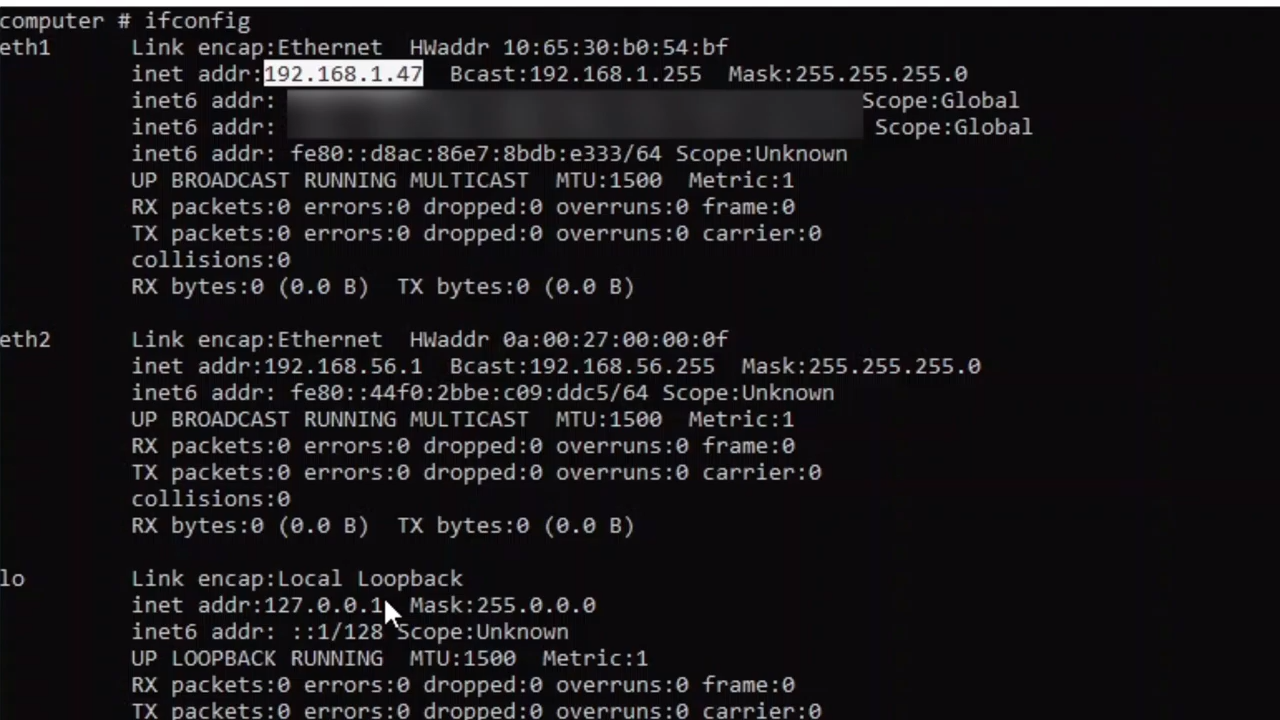 computer # ifconfig
eth1 Link encap:Ethernet HWaddr 10:65:30:b0:54:bf
inet addr:192.168.1.47 Bcast:192.168.1.255 Mask:255.255.255.0
inet6 addr: Scope:Global
inet6 addr: Scope:Global
inet6 addr: fe80::d8ac:86e7:8bdb:e333/64 Scope:Unknown
UP BROADCAST RUNNING MULTICAST MTU:1500 Metric:1
RX packets:0 errors:0 dropped:0 overruns:0 frame:0
TX packets:0 errors:0 dropped:0 overruns:0 carrier:0
collisions:0
RX bytes:0 (0.0 B) TX bytes:0 (0.0 B)
eth2 Link encap:Ethernet HWaddr 0a:00:27:00:00:0f
inet addr:192.168.56.1 Bcast:192.168.56.255 Mask:255.255.255.0
inet6 addr: fe80::44f0:2bbe:c09:ddc5/64 Scope:Unknown
UP BROADCAST RUNNING MULTICAST MTU:1500 Metric:1
RX packets:0 errors:0 dropped:0 overruns:0 frame:0
TX packets:0 errors:0 dropped:0 overruns:0 carrier:0
collisions:0
RX bytes:0 (0.0 B) TX bytes:0 (0.0 B)
lo Link encap:Local Loopback
inet addr:127.0.0.1 Mask:255.0.0.0
inet6 addr: ::1/128 Scope:Unknown
UP LOOPBACK RUNNING MTU:1500 Metric:1
RX packets:0 errors:0 dropped:0 overruns:0 frame:0
TX packets:0 errors:0 dropped:0 overruns:0 carrier:0